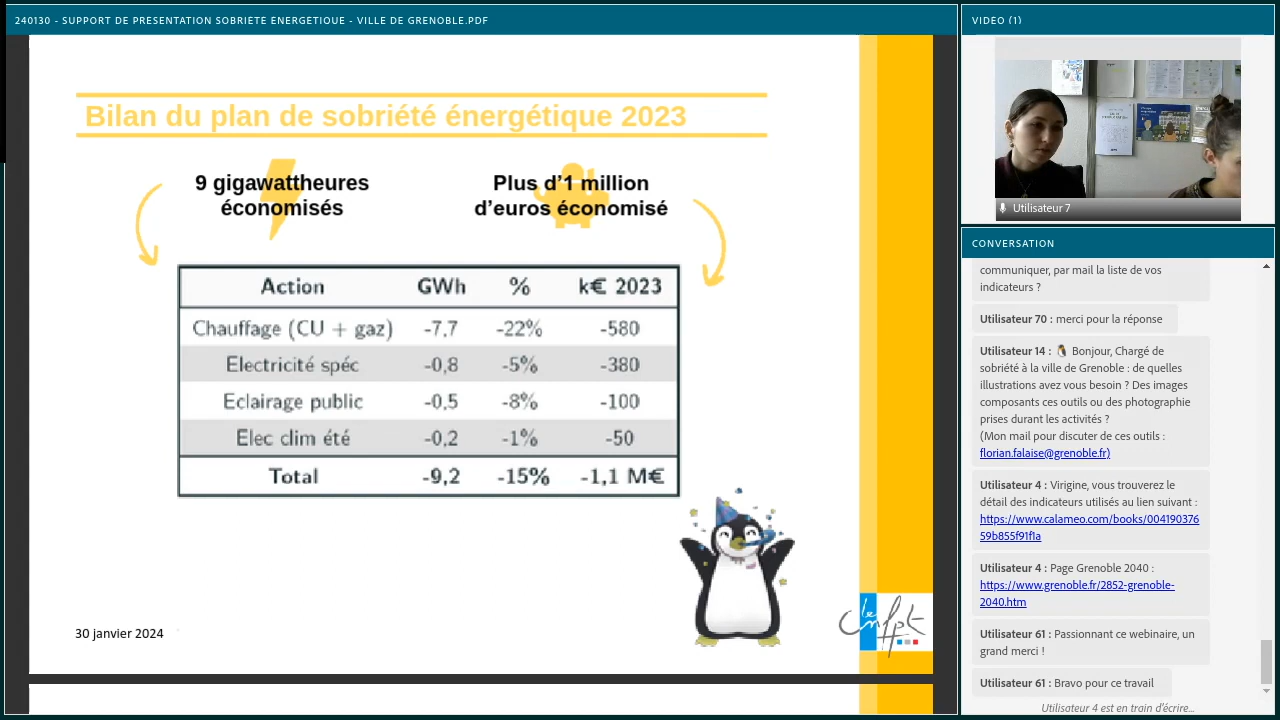 240130 - SUPPORT DE PRÉSENTATION SOBRIÉTÉ ÉNERGÉTIQUE - VILLE DE GRENOBLE.PDF
Bilan du plan de sobriété énergétique 2023
9 gigawattheures
économisés
Plus d’1 million
d’euros économisé
Action GWh % k€ 2023
Chauffage (CU + gaz) -7,7 -22% -580
Electricité spéc -0,8 -5% -380
Eclairage public -0,5 -8% -100
Elec clim été -0,2 -1% -50
Total -9,2 -15% -1,1 M€
30 janvier 2024
le cnfpt
VIDÉO (1)
Utilisateur 7
CONVERSATION
communiquer, par mail la liste de vos
indicateurs ?
Utilisateur 70 : merci pour la réponse
Utilisateur 14 : 🐧 Bonjour, Chargé de
sobriété à la ville de Grenoble : de quelles
illustrations avez vous besoin ? Des images
composants ces outils ou des photographie
prises durant les activités ?
(Mon mail pour discuter de ces outils :
florian.falaise@grenoble.fr)
Utilisateur 4 : Virigine, vous trouverez le
détail des indicateurs utilisés au lien suivant :
https://www.calameo.com/books/004190376
59b855f91f1a
Utilisateur 4 : Page Grenoble 2040 :
https://www.grenoble.fr/2852-grenoble-
2040.htm
Utilisateur 61 : Passionnant ce webinaire, un
grand merci !
Utilisateur 61 : Bravo pour ce travail
Utilisateur 4 est en train d'écrire...